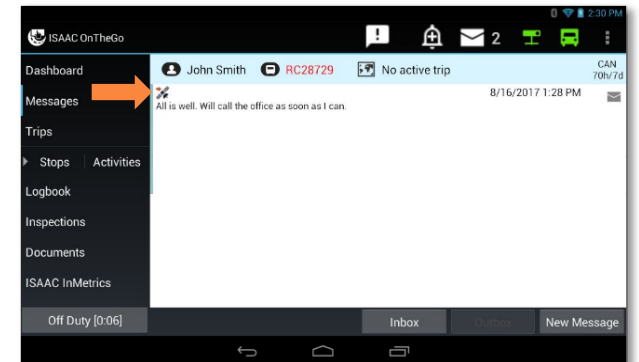 2:30 PM
ISAAC OnTheGo
!
2
Dashboard
John Smith
RC28729
No active trip
CAN
70h/7d
Messages
8/16/2017 1:28 PM
All is well. Will call the office as soon as I can.
Trips
Stops
Activities
Logbook
Inspections
Documents
ISAAC InMetrics
Off Duty [0:06]
Inbox
Outbox
New Message